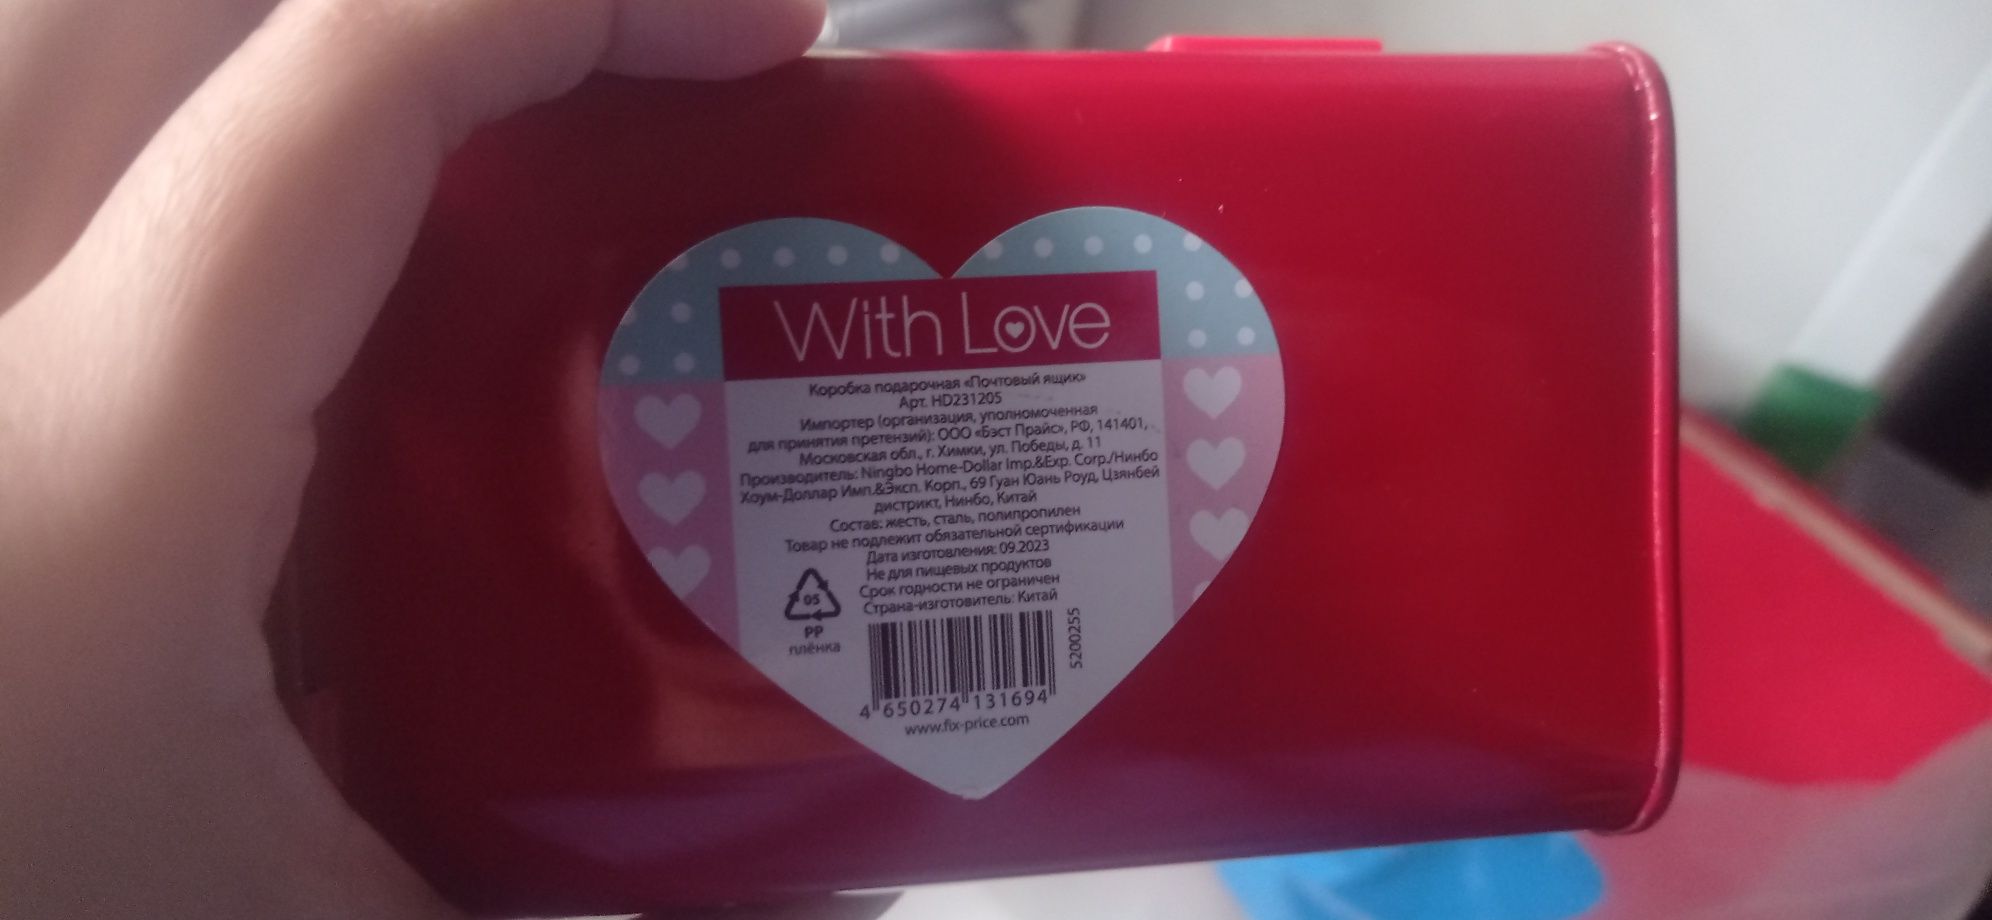 With Love
Коробка подарочная «Почтовый ящик»
Арт. HD231205
Импортер (организация, уполномоченная
для принятия претензий): ООО «Бэст Прайс», РФ, 141401,
Московская обл., г. Химки, ул. Победы, д. 11
Производитель: Ningbo Home-Dollar Imp.&Exp. Corp./Нинбо
Хоум-Доллар Имп.&Эксп. Корп., 69 Гуан Юань Роуд, Цзянбей
дистрикт, Нинбо, Китай
Состав: жесть, сталь, полипропилен
Товар не подлежит обязательной сертификации
Дата изготовления: 09.2023
Не для пищевых продуктов
Срок годности не ограничен
Страна-изготовитель: Китай
05
PP
плёнка
5200255
4 650274 131694
www.fix-price.com